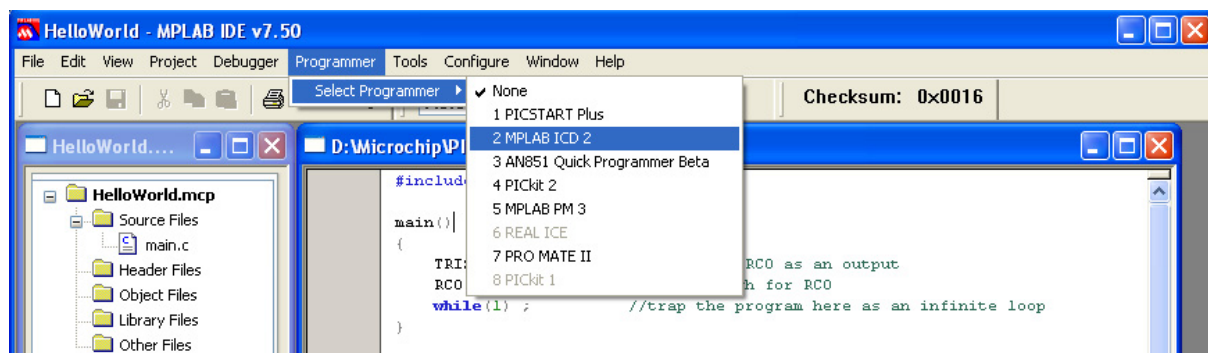 HelloWorld - MPLAB IDE v7.50
File Edit View Project Debugger Programmer Tools Configure Window Help
Select Programmer
None
1 PICSTART Plus
2 MPLAB ICD 2
3 AN851 Quick Programmer Beta
4 PICkit 2
5 MPLAB PM 3
6 REAL ICE
7 PRO MATE II
8 PICkit 1
Checksum: 0x0016
HelloWorld....
HelloWorld.mcp
Source Files
main.c
Header Files
Object Files
Library Files
Other Files
D:\Microchip\
main()
{
RC0 as an output
RC0 for RC0
while(1) ; //trap the program here as an infinite loop
}